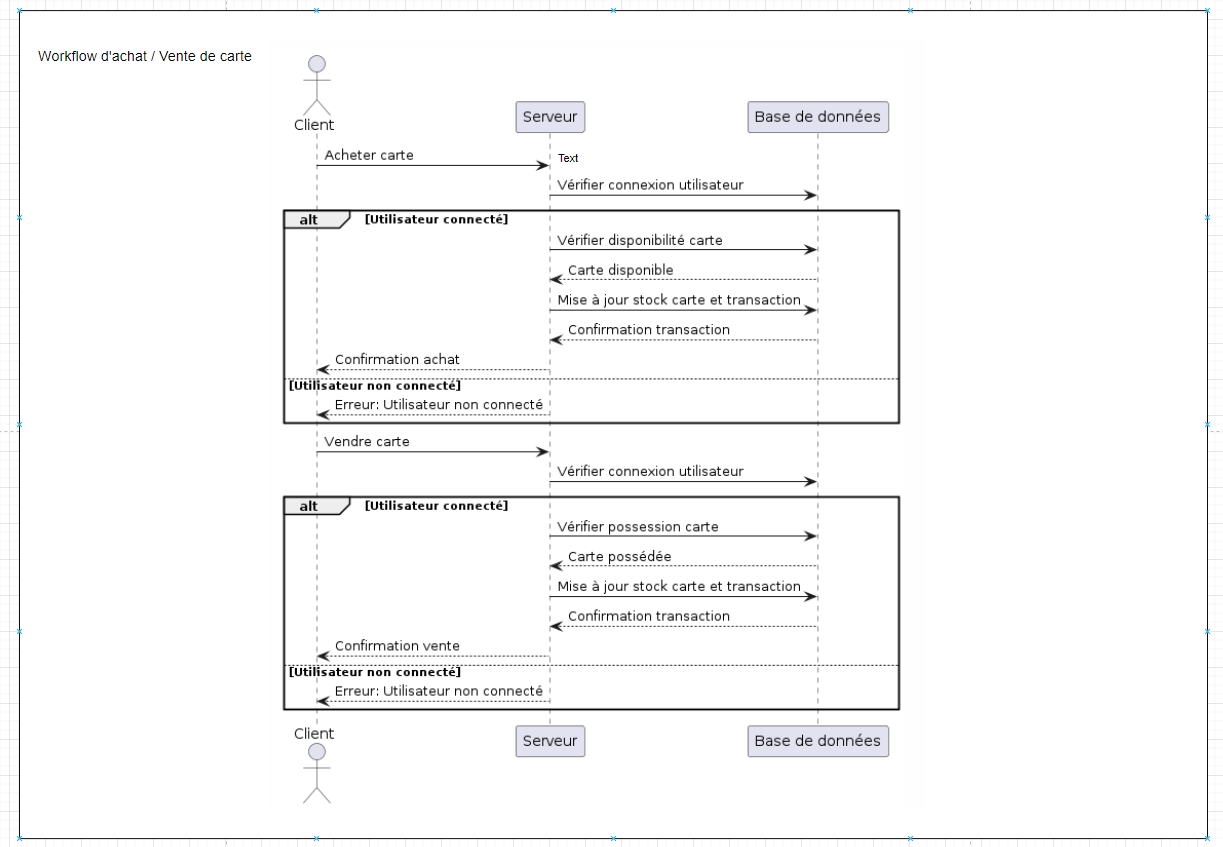 Workflow d'achat / Vente de carte
Client
Serveur
Base de données
Acheter carte
Text
Vérifier connexion utilisateur
alt [Utilisateur connecté]
Vérifier disponibilité carte
Carte disponible
Mise à jour stock carte et transaction
Confirmation transaction
Confirmation achat
[Utilisateur non connecté]
Erreur: Utilisateur non connecté
Vendre carte
Vérifier connexion utilisateur
alt [Utilisateur connecté]
Vérifier possession carte
Carte possédée
Mise à jour stock carte et transaction
Confirmation transaction
Confirmation vente
[Utilisateur non connecté]
Erreur: Utilisateur non connecté
Client
Serveur
Base de données